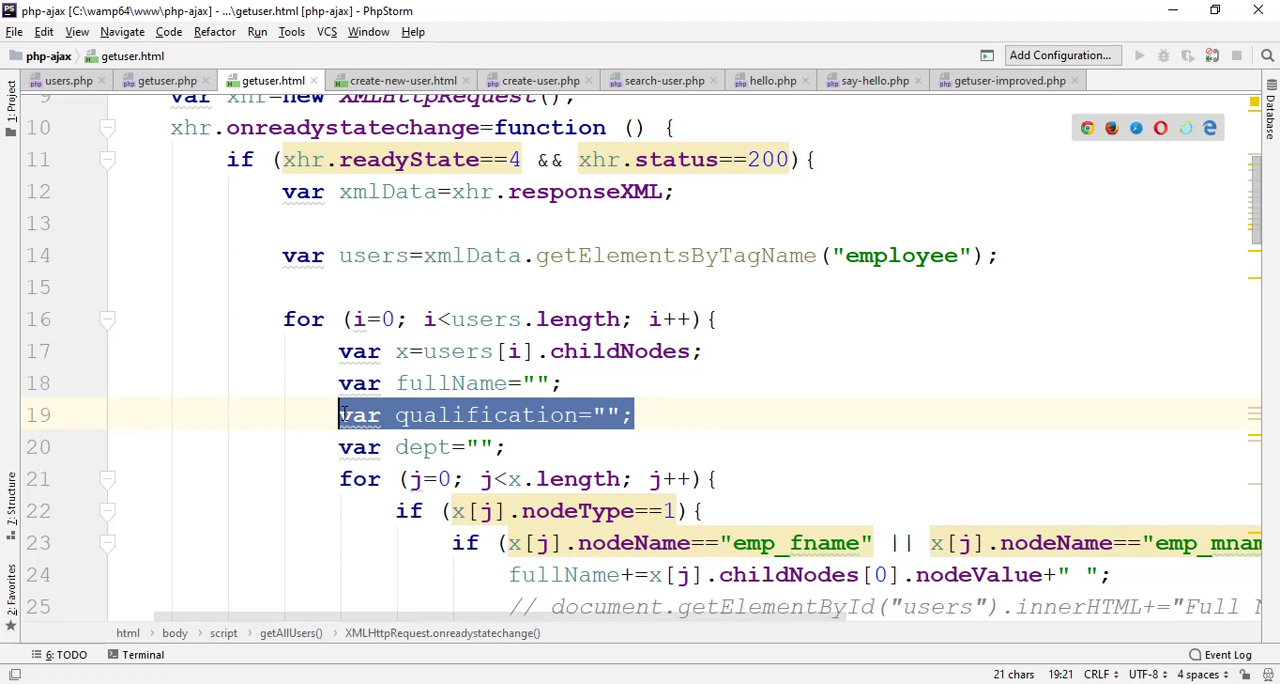 PS php-ajax [C:\wamp64\www\php-ajax] - ...\getuser.html [php-ajax] - PhpStorm
File Edit View Navigate Code Refactor Run Tools VCS Window Help
php-ajax getuser.html Add Configuration...
users.php getuser.php getuser.html create-new-user.html create-user.php search-user.php hello.php say-hello.php getuser-improved.php
1: Project
Database
7: Structure
2: Favorites
9 var xhr=new XMLHttpRequest();
10 xhr.onreadystatechange=function () {
11 if (xhr.readyState==4 && xhr.status==200){
12 var xmlData=xhr.responseXML;
13
14 var users=xmlData.getElementsByTagName("employee");
15
16 for (i=0; i<users.length; i++){
17 var x=users[i].childNodes;
18 var fullName="";
19 var qualification="";
20 var dept="";
21 for (j=0; j<x.length; j++){
22 if (x[j].nodeType==1){
23 if (x[j].nodeName=="emp_fname" || x[j].nodeName=="emp_mnam
24 fullName+=x[j].childNodes[0].nodeValue+" ";
25 // document.getElementById("users").innerHTML+="Full N
html body script getAllUsers() XMLHttpRequest.onreadystatechange()
6: TODO Terminal Event Log
21 chars 19:21 CRLF UTF-8 4 spaces